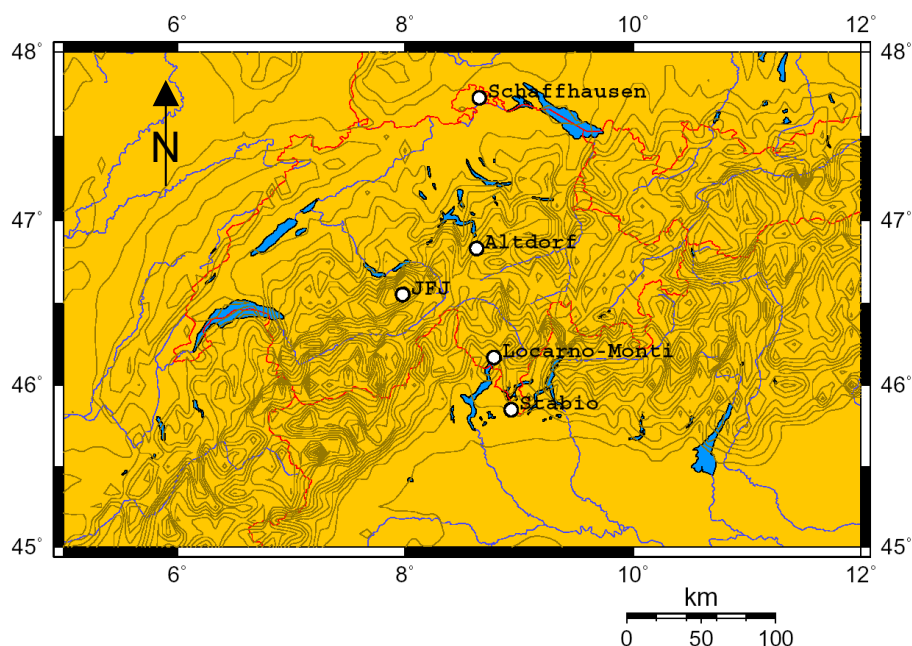 6° 8° 10° 12°
48° 48°
Schaffhausen
N
47° 47°
Altdorf
JFJ
Locarno-Monti
46° 46°
Stabio
45° 45°
6° 8° 10° 12°
km
0 50 100